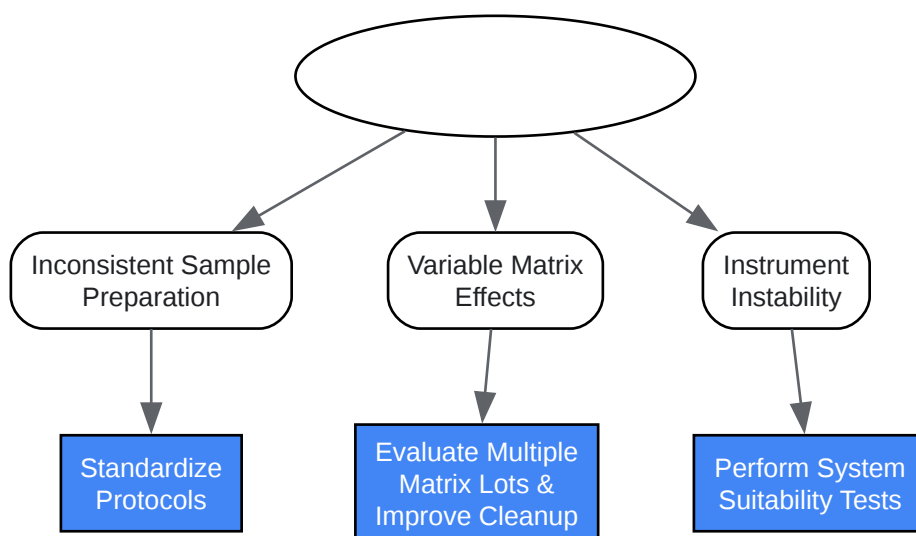 Inconsistent Sample
Preparation
Variable Matrix
Effects
Instrument
Instability
Standardize
Protocols
Evaluate Multiple
Matrix Lots &
Improve Cleanup
Perform System
Suitability Tests